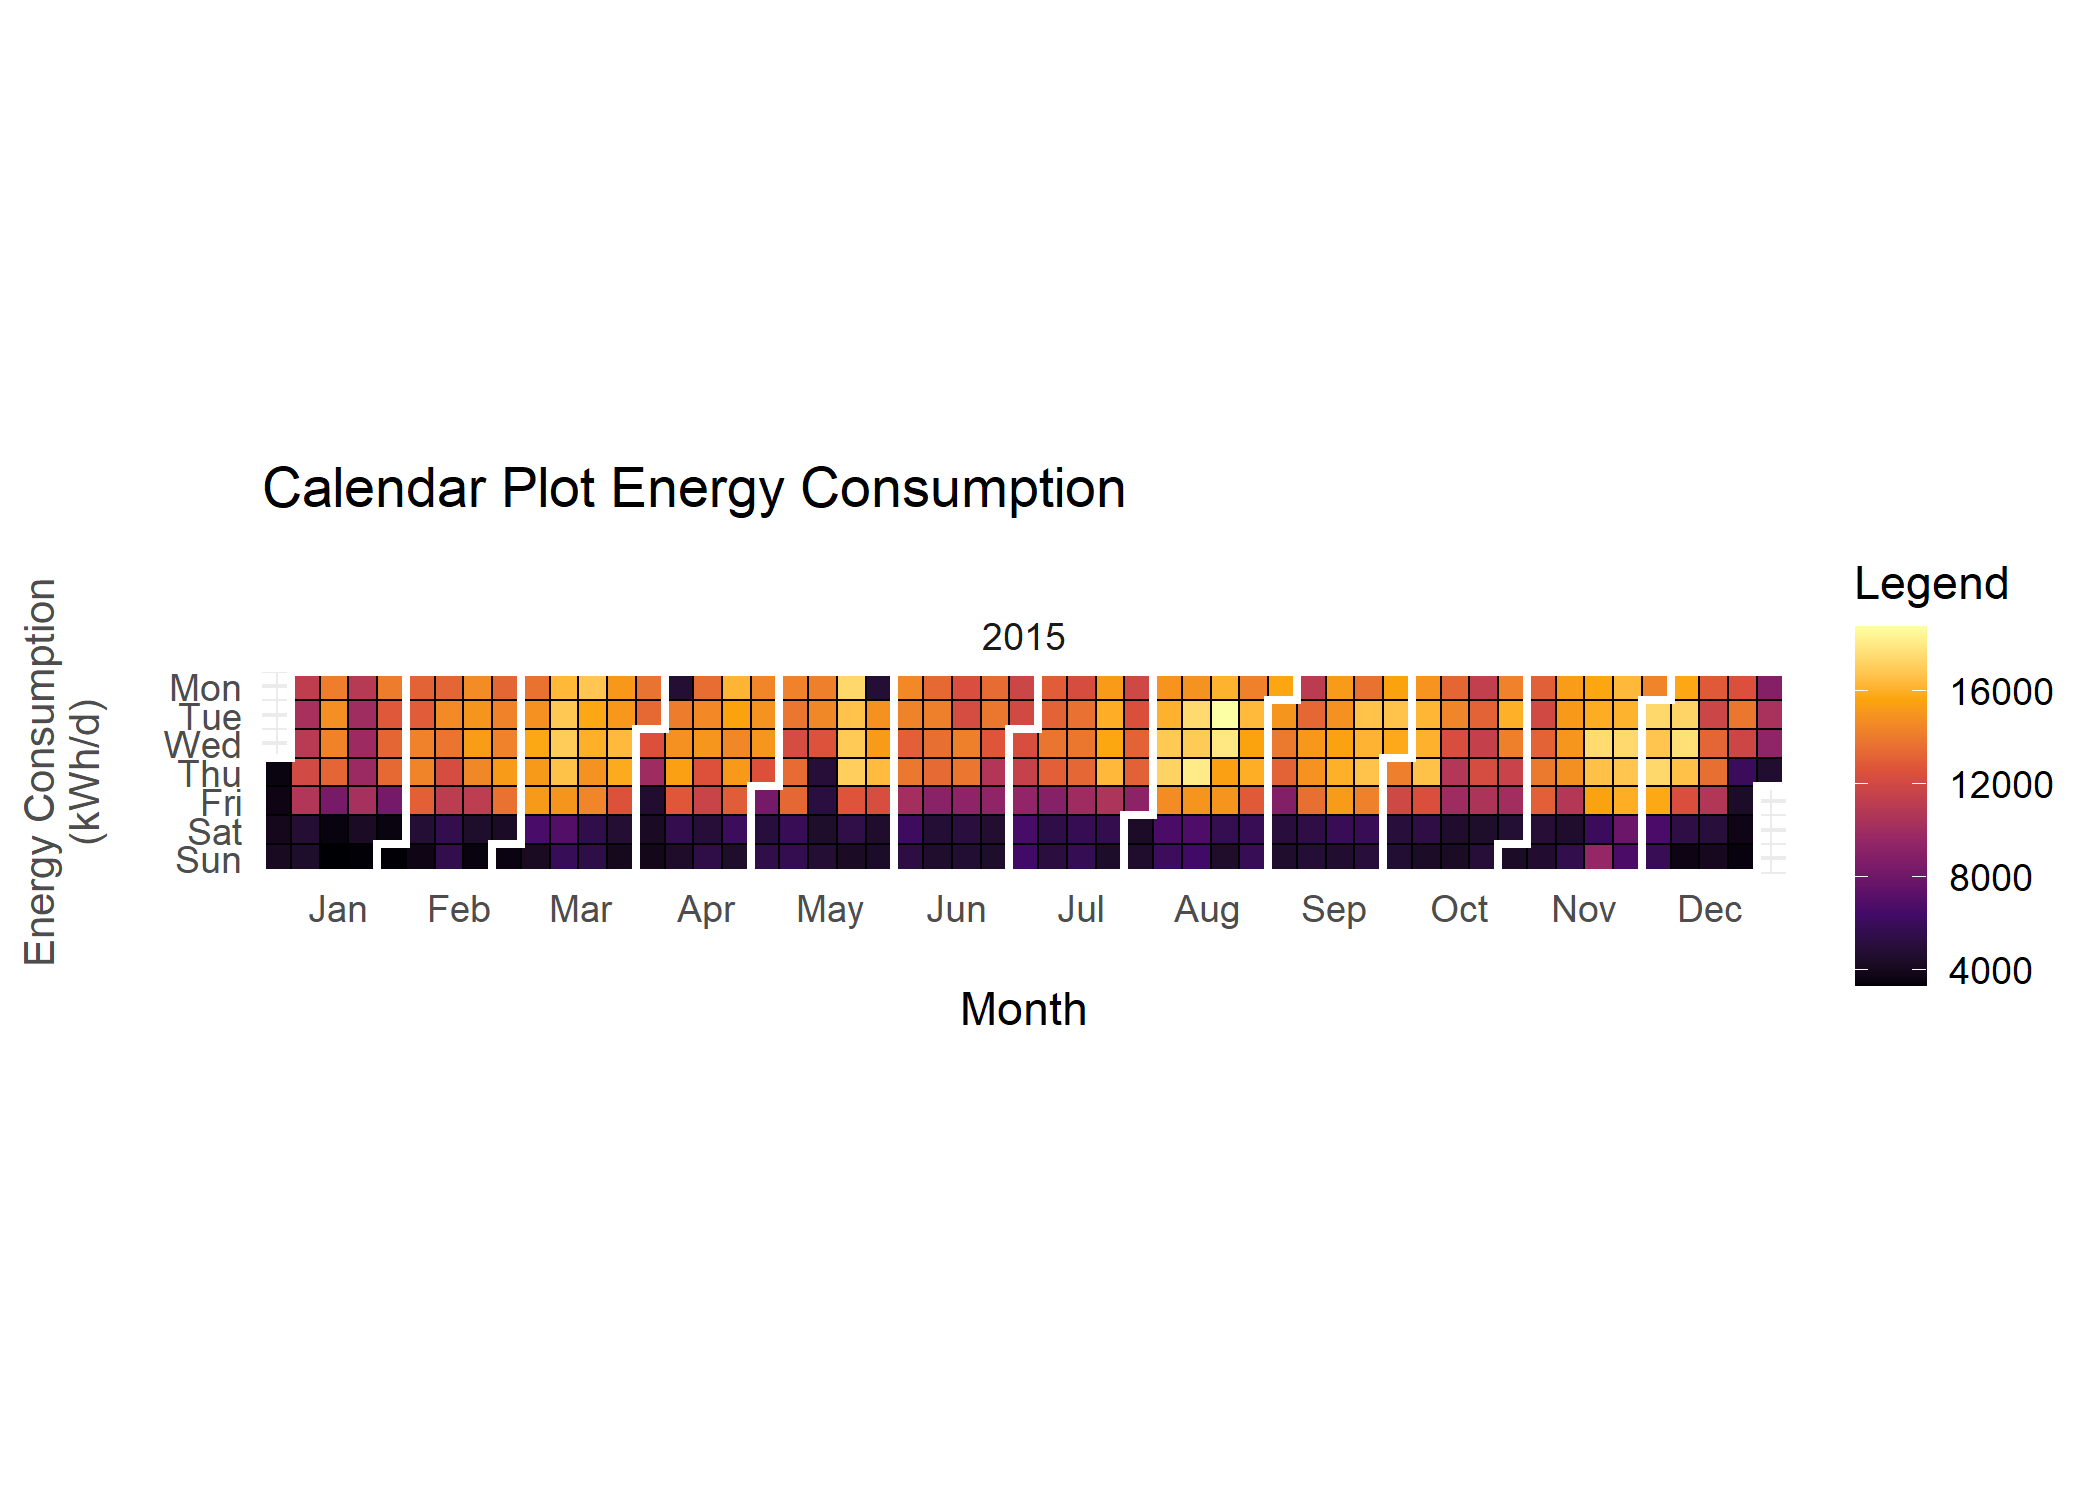 Calendar Plot Energy Consumption
Energy Consumption
(kWh/d)
2015
Mon
Tue
Wed
Thu
Fri
Sat
Sun
Jan Feb Mar Apr May Jun Jul Aug Sep Oct Nov Dec
Month
Legend
16000
12000
8000
4000